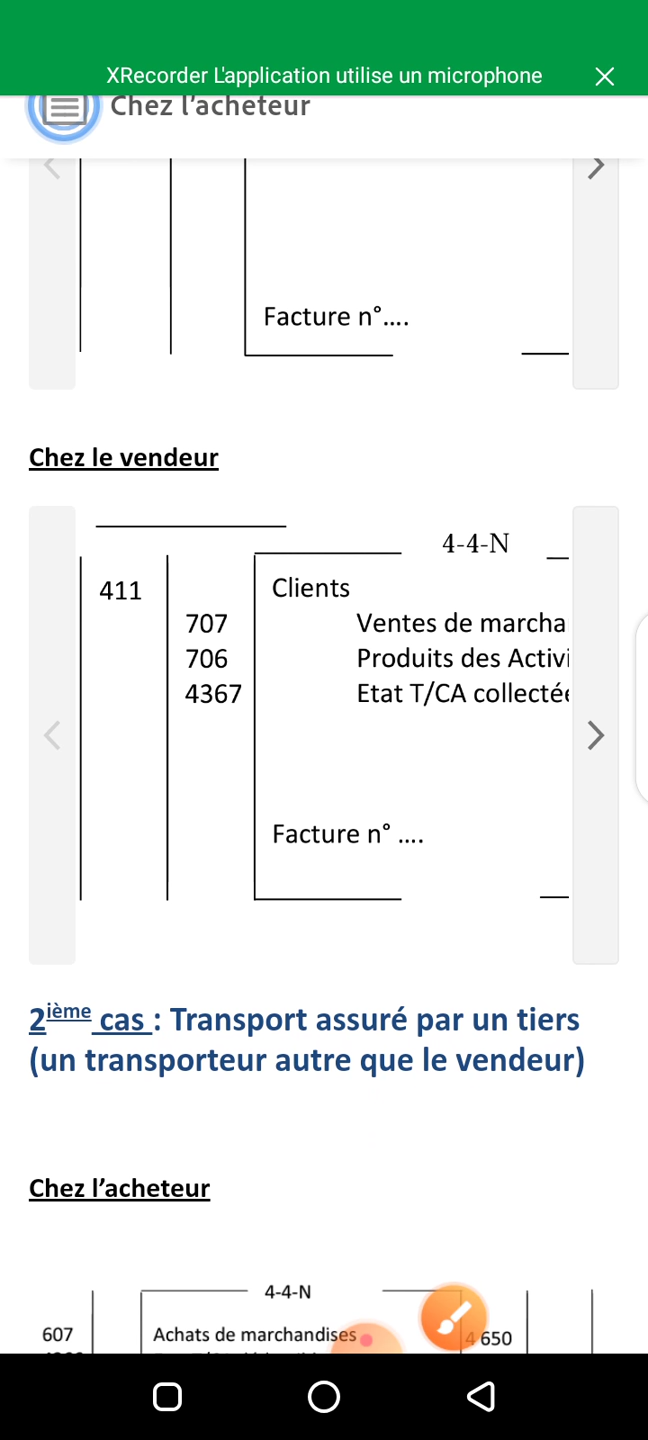 XRecorder L'application utilise un microphone
Chez l'acheteur
Facture n°....
Chez le vendeur
4-4-N
411 Clients
707 Ventes de marcha
706 Produits des Activi
4367 Etat T/CA collectée
Facture n° ....
2ième cas : Transport assuré par un tiers
(un transporteur autre que le vendeur)
Chez l’acheteur
4-4-N
607 Achats de marchandises 4 650